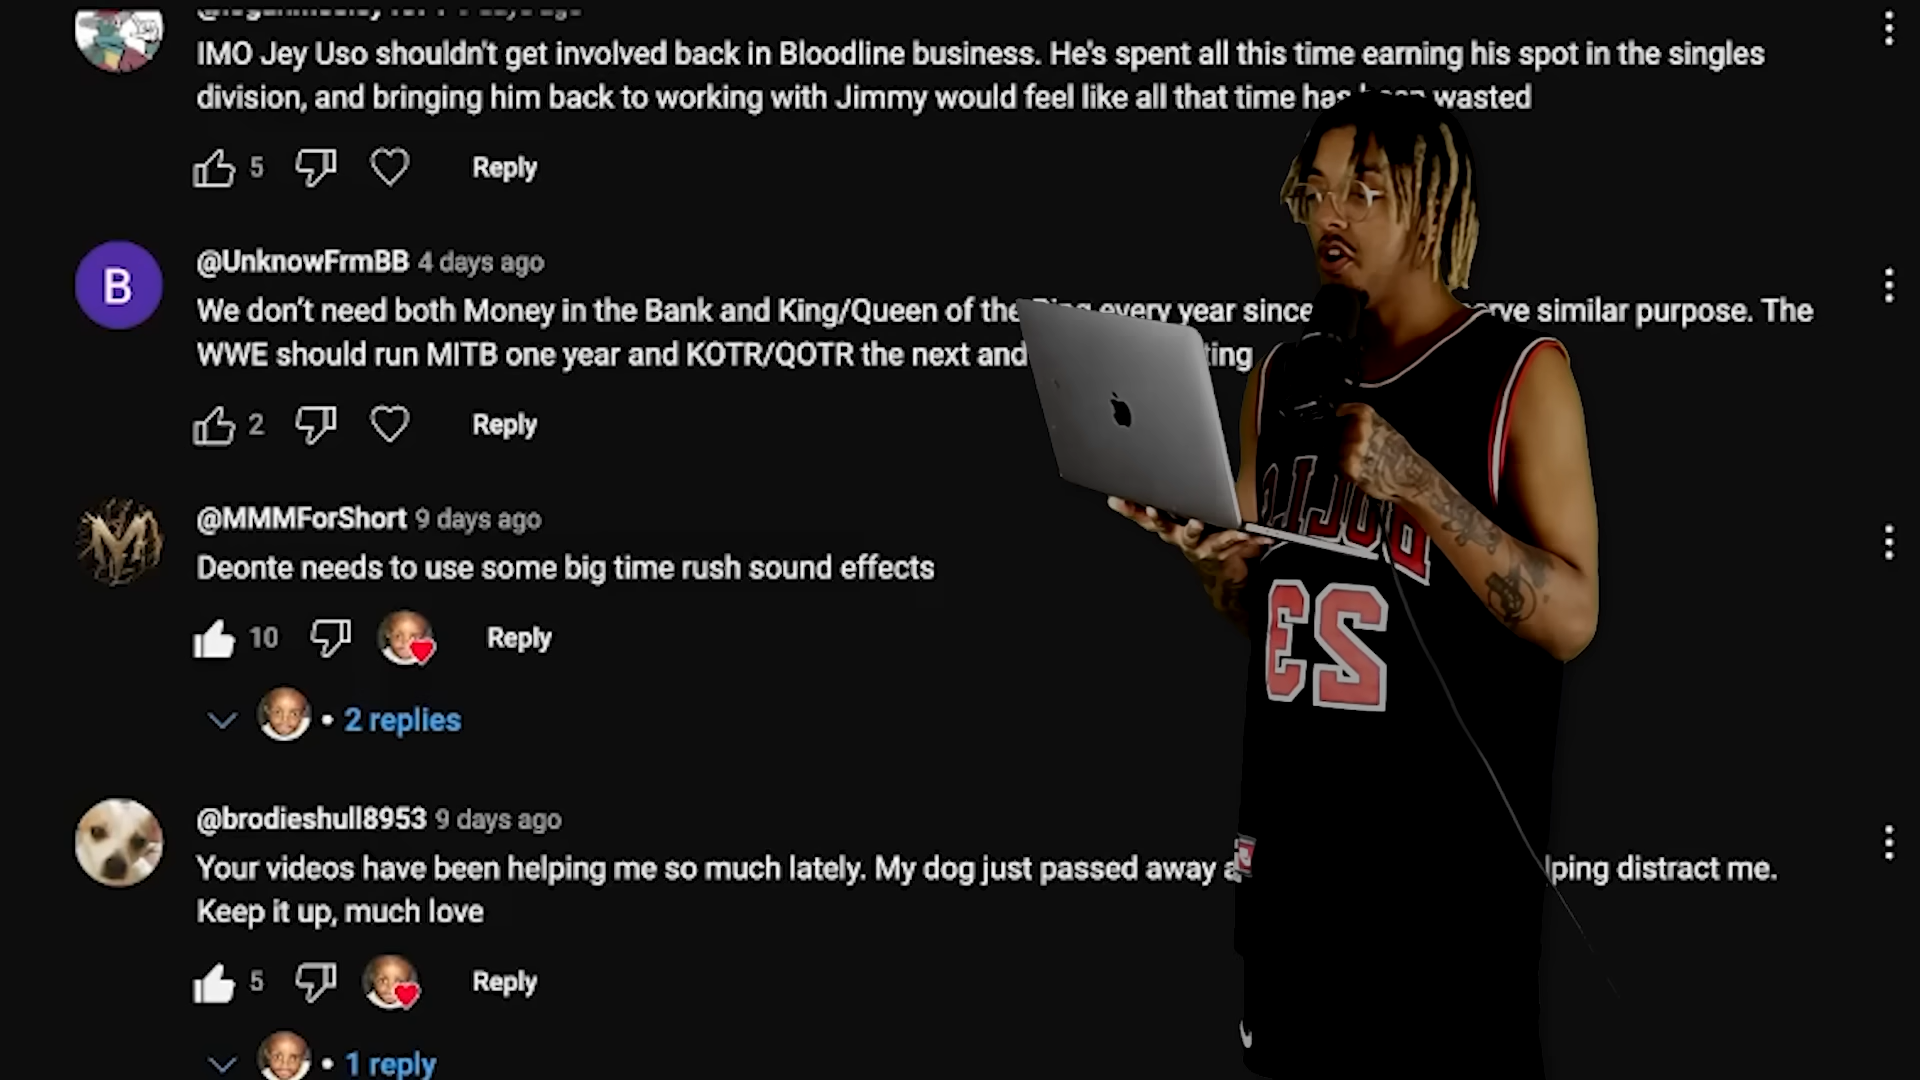 IMO Jey Uso shouldn't get involved back in Bloodline business. He's spent all this time earning his spot in the singles
division, and bringing him back to working with Jimmy would feel like all that time has been wasted
5 Reply
@UnknowFrmBB 4 days ago
We don't need both Money in the Bank and King/Queen of the Ring every year since similar purpose. The
WWE should run MITB one year and KOTR/QOTR the next and
2 Reply
@MMMForShort 9 days ago
Deonte needs to use some big time rush sound effects
10 Reply
2 replies
@brodieshull8953 9 days ago
Your videos have been helping me so much lately. My dog just passed away distract me.
Keep it up, much love
5 Reply
1 reply
B
23